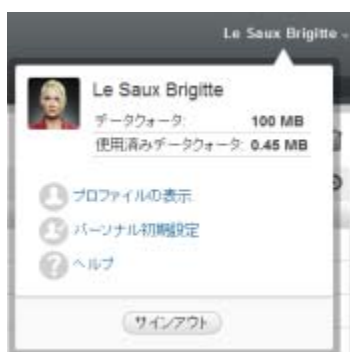 Le Saux Brigitte
Le Saux Brigitte
データクォータ: 100 MB
使用済みデータクォータ: 0.45 MB
プロファイルの表示
パーソナル初期設定
ヘルプ
サインアウト